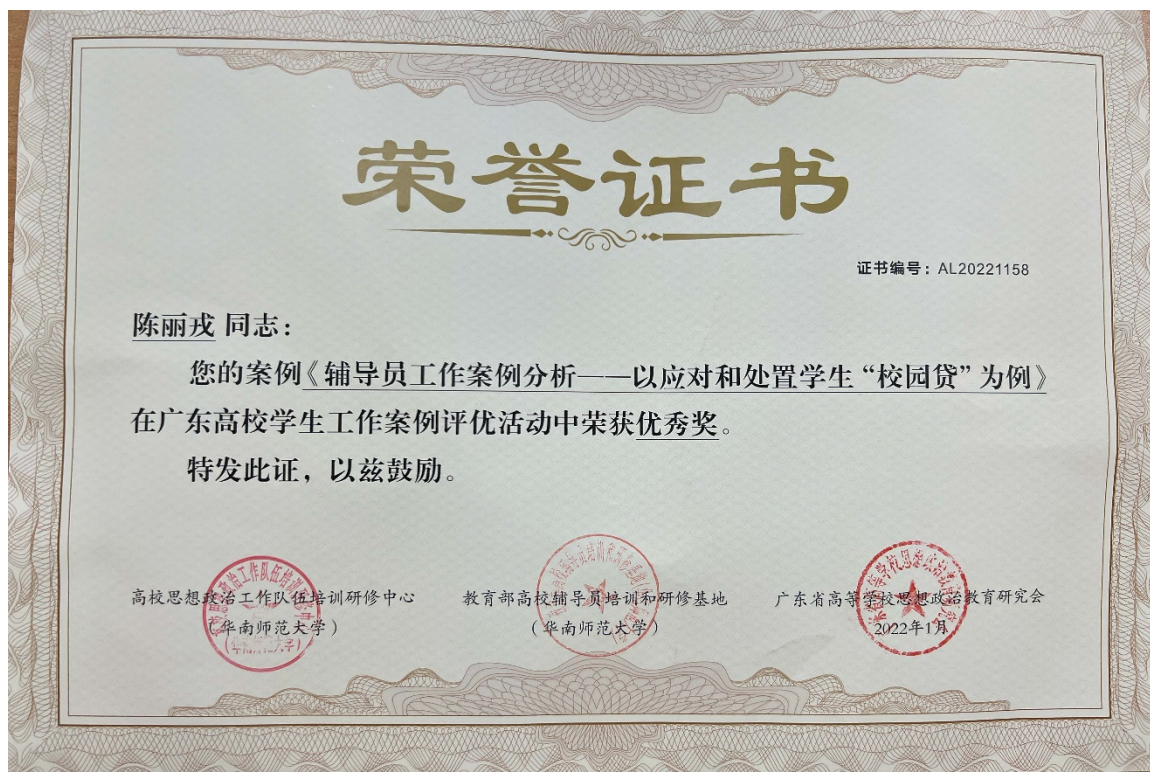 荣誉证书
证书编号：AL20221158
陈丽戎 同志：
您的案例《辅导员工作案例分析——以应对和处置学生“校园贷”为例》
在广东高校学生工作案例评优活动中荣获优秀奖。
特发此证，以兹鼓励。
高校思想政治工作队伍培训研修中心
（华南师范大学）
教育部高校辅导员培训和研修基地
（华南师范大学）
广东省高等学校思想政治教育研究会
2022年1月